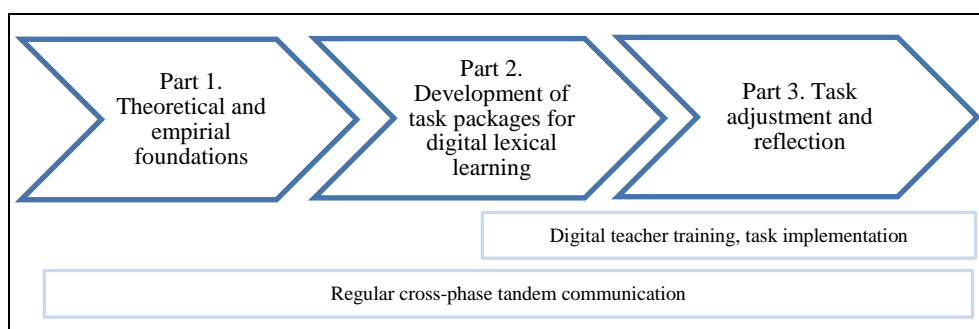 Part 1.
Theoretical and
empirial
foundations
Part 2.
Development of
task packages for
digital lexical
learning
Part 3. Task
adjustment and
reflection
Digital teacher training, task implementation
Regular cross-phase tandem communication